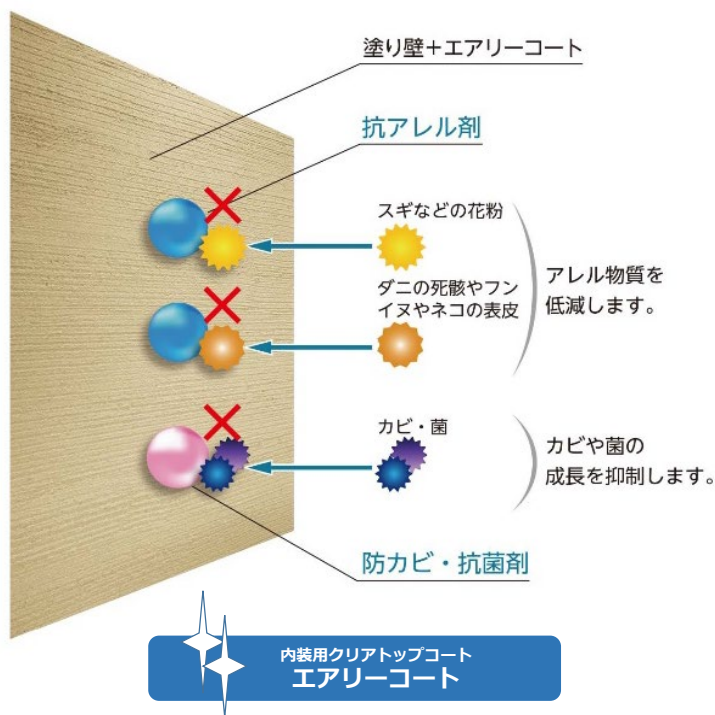 塗り壁＋エアリーコート
抗アレル剤
スギなどの花粉
ダニの死骸やフン
イヌやネコの表皮
アレル物質を
低減します。
カビ・菌
カビや菌の
成長を抑制します。
防カビ・抗菌剤
内装用クリアトップコート
エアリーコート